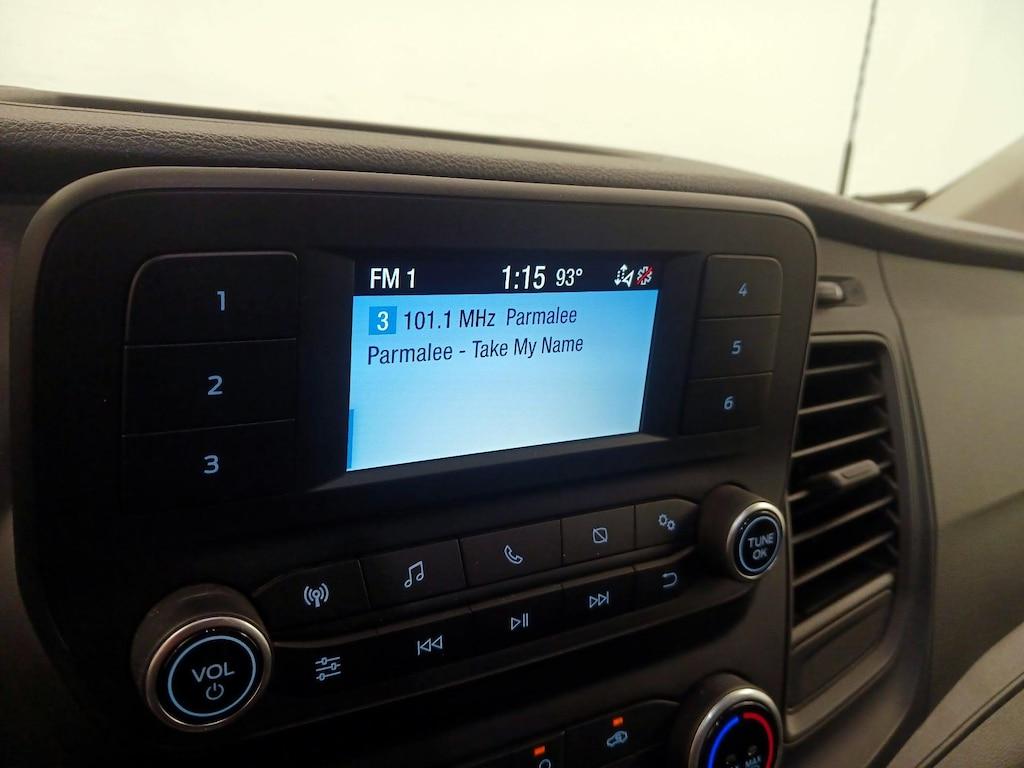 FM 1 1:15 93°
3 101.1 MHz Parmalee
Parmalee - Take My Name
1
2
3
4
5
6
VOL
TUNE
OK
MAX